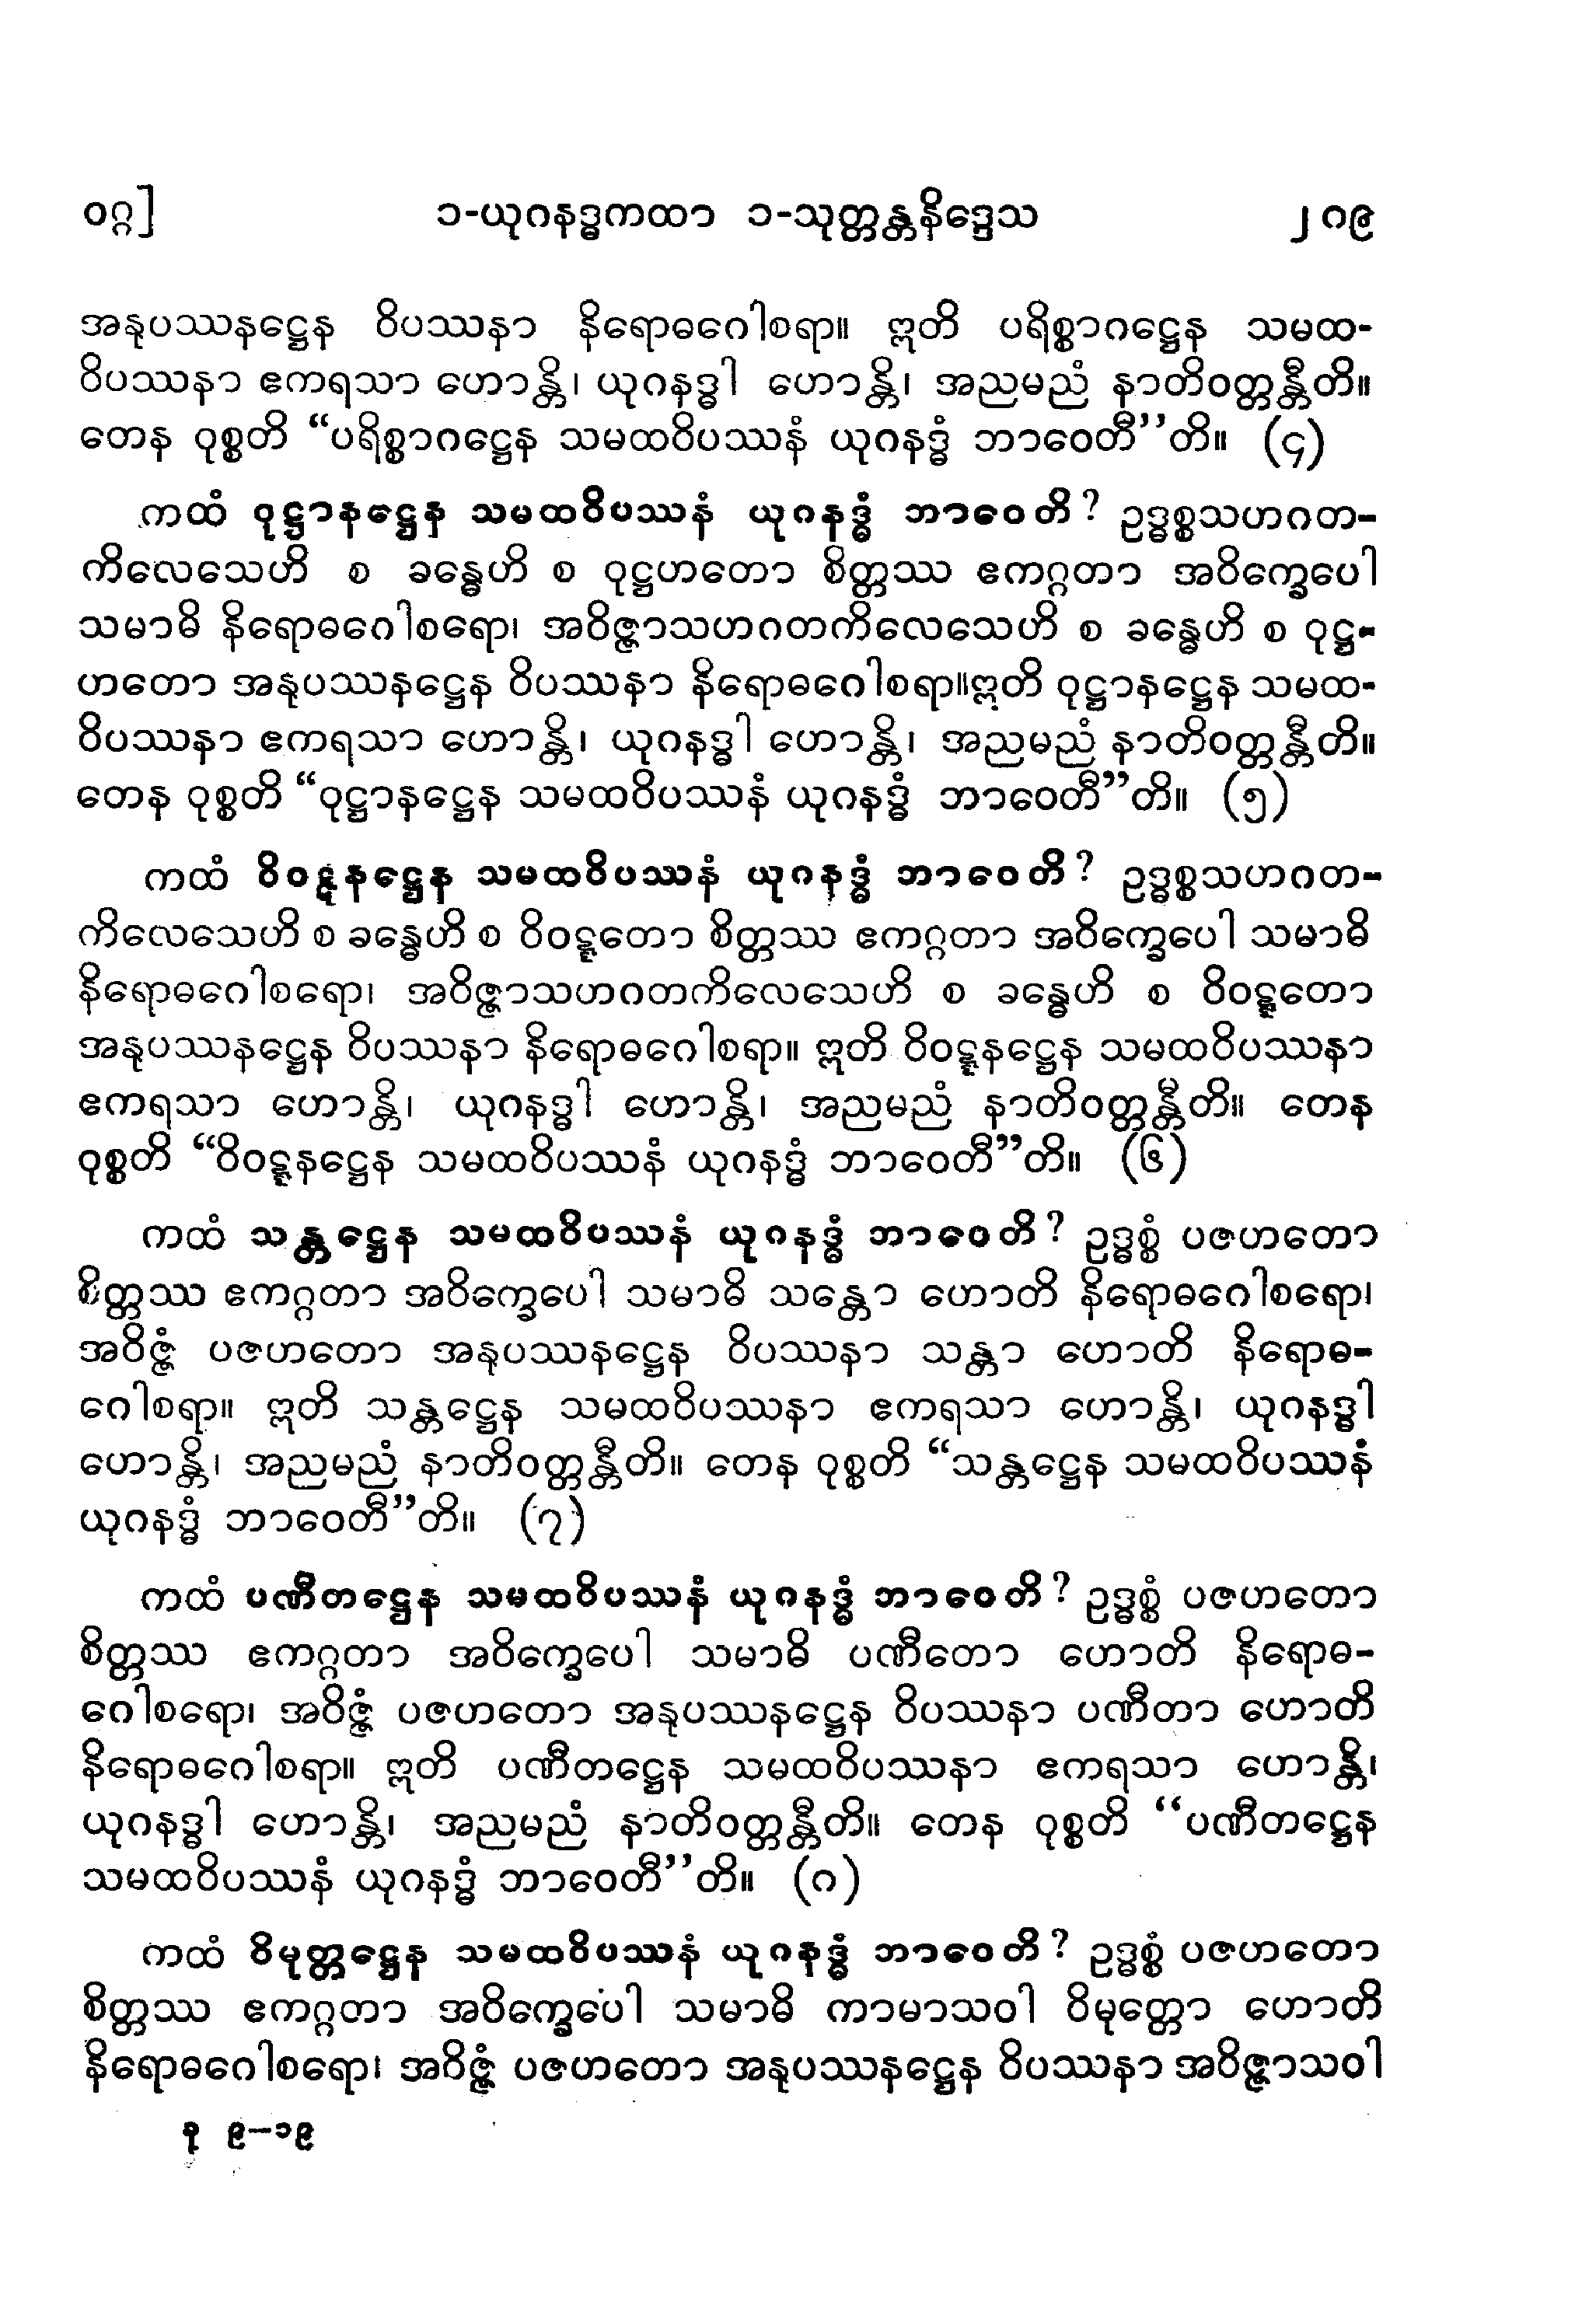 ဝဂ္ဂ] ၁-ယုဂနဒ္ဓကထာ ၁-သုတ္တန္တနိဒ္ဒေသ ၂၈၉
အနုပဿနဋ္ဌေန ဝိပဿနာ နိရောဓဂေါစရာ။ ဣတိ ပရိစ္စာဂဋ္ဌေန သမထ-
ဝိပဿနာ ဧကရသာ ဟောန္တိ၊ ယုဂနဒ္ဓါ ဟောန္တိ၊ အညမညံ နာတိဝတ္တန္တီတိ။
တေန ဝုစ္စတိ “ပရိစ္စာဂဋ္ဌေန သမထဝိပဿနံ ယုဂနဒ္ဓံ ဘာဝေတီ”တိ။ (၄)
ကထံ ဝုဋ္ဌာနဋ္ဌေန သမထဝိပဿနံ ယုဂနဒ္ဓံ ဘာဝေတိ? ဥဒ္ဓစ္စသဟဂတ-
ကိလေသေဟိ စ ခန္ဓေဟိ စ ဝုဋ္ဌဟတော စိတ္တဿ ဧကဂ္ဂတာ အဝိက္ခေပေါ
သမာဓိ နိရောဓဂေါစရော၊ အဝိဇ္ဇာသဟဂတကိလေသေဟိ စ ခန္ဓေဟိ စ ဝုဋ္ဌ-
ဟတော အနုပဿနဋ္ဌေန ဝိပဿနာ နိရောဓဂေါစရာ။ဣတိ ဝုဋ္ဌာနဋ္ဌေန သမထ-
ဝိပဿနာ ဧကရသာ ဟောန္တိ၊ ယုဂနဒ္ဓါ ဟောန္တိ၊ အညမညံ နာတိဝတ္တန္တီတိ။
တေန ဝုစ္စတိ “ဝုဋ္ဌာနဋ္ဌေန သမထဝိပဿနံ ယုဂနဒ္ဓံ ဘာဝေတီ”တိ။ (၅)
ကထံ ဝိဝဋ္ဋနဋ္ဌေန သမထဝိပဿနံ ယုဂနဒ္ဓံ ဘာဝေတိ? ဥဒ္ဓစ္စသဟဂတ-
ကိလေသေဟိ စ ခန္ဓေဟိ စ ဝိဝဋ္ဋတော စိတ္တဿ ဧကဂ္ဂတာ အဝိက္ခေပေါ သမာဓိ
နိရောဓဂေါစရော၊ အဝိဇ္ဇာသဟဂတကိလေသေဟိ စ ခန္ဓေဟိ စ ဝိဝဋ္ဋတော
အနုပဿနဋ္ဌေန ဝိပဿနာ နိရောဓဂေါစရာ။ ဣတိ ဝိဝဋ္ဋနဋ္ဌေန သမထဝိပဿနာ
ဧကရသာ ဟောန္တိ၊ ယုဂနဒ္ဓါ ဟောန္တိ၊ အညမညံ နာတိဝတ္တန္တီတိ။ တေန
ဝုစ္စတိ “ဝိဝဋ္ဋနဋ္ဌေန သမထဝိပဿနံ ယုဂနဒ္ဓံ ဘာဝေတီ”တိ။ (၆)
ကထံ သန္တဋ္ဌေန သမထဝိပဿနံ ယုဂနဒ္ဓံ ဘာဝေတိ? ဥဒ္ဓစ္စံ ပဇဟတော
စိတ္တဿ ဧကဂ္ဂတာ အဝိက္ခေပေါ သမာဓိ သန္တော ဟောတိ နိရောဓဂေါစရော၊
အဝိဇ္ဇံ ပဇဟတော အနုပဿနဋ္ဌေန ဝိပဿနာ သန္တာ ဟောတိ နိရောဓ-
ဂေါစရာ။ ဣတိ သန္တဋ္ဌေန သမထဝိပဿနာ ဧကရသာ ဟောန္တိ၊ ယုဂနဒ္ဓါ
ဟောန္တိ၊ အညမညံ နာတိဝတ္တန္တီတိ။ တေန ဝုစ္စတိ “သန္တဋ္ဌေန သမထဝိပဿနံ
ယုဂနဒ္ဓံ ဘာဝေတီ”တိ။ (၇)
ကထံ ပဏီတဋ္ဌေန သမထဝိပဿနံ ယုဂနဒ္ဓံ ဘာဝေတိ? ဥဒ္ဓစ္စံ ပဇဟတော
စိတ္တဿ ဧကဂ္ဂတာ အဝိက္ခေပေါ သမာဓိ ပဏီတော ဟောတိ နိရောဓ-
ဂေါစရော၊ အဝိဇ္ဇံ ပဇဟတော အနုပဿနဋ္ဌေန ဝိပဿနာ ပဏီတာ ဟောတိ
နိရောဓဂေါစရာ။ ဣတိ ပဏီတဋ္ဌေန သမထဝိပဿနာ ဧကရသာ ဟောန္တိ၊
ယုဂနဒ္ဓါ ဟောန္တိ၊ အညမညံ နာတိဝတ္တန္တီတိ။ တေန ဝုစ္စတိ “ပဏီတဋ္ဌေန
သမထဝိပဿနံ ယုဂနဒ္ဓံ ဘာဝေတီ”တိ။ (၈)
ကထံ ဝိမုတ္တဋ္ဌေန သမထဝိပဿနံ ယုဂနဒ္ဓံ ဘာဝေတိ? ဥဒ္ဓစ္စံ ပဇဟတော
စိတ္တဿ ဧကဂ္ဂတာ အဝိက္ခေပေါ သမာဓိ ကာမာသဝါ ဝိမုတ္တော ဟောတိ
နိရောဓဂေါစရော၊ အဝိဇ္ဇံ ပဇဟတော အနုပဿနဋ္ဌေန ဝိပဿနာ အဝိဇ္ဇာသဝါ
နု ၉–၁၉